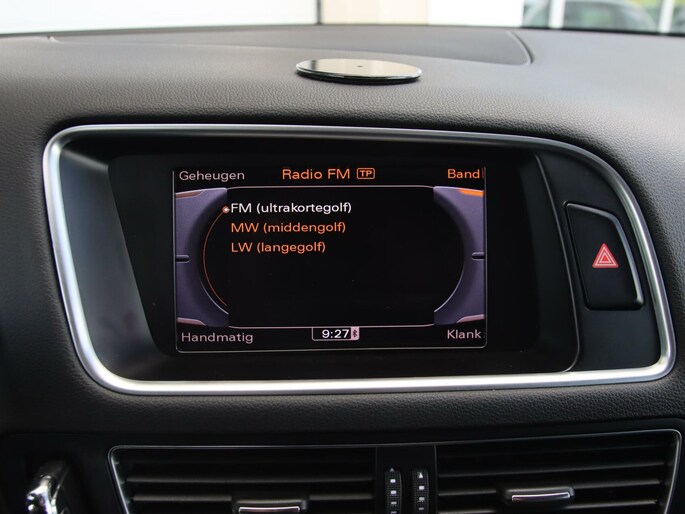 Geheugen Radio FM TP Band
FM (ultrakortegolf)
MW (middengolf)
LW (langegolf)
Handmatig 9:27 Klank